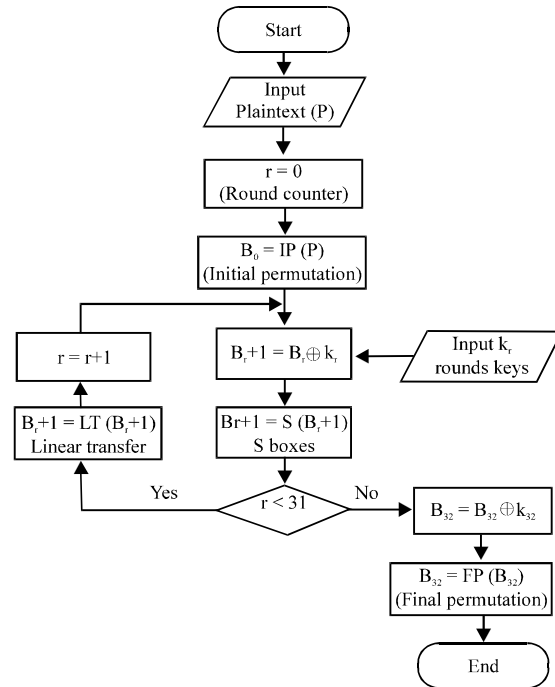 Start
Input
Plaintext (P)
r = 0
(Round counter)
B₀ = IP (P)
(Initial permutation)
r = r+1
Bᵣ+1 = Bᵣ⊕ kᵣ
Input kᵣ
rounds keys
Bᵣ+1 = LT (Bᵣ+1)
Linear transfer
Br+1 = S (Bᵣ+1)
S boxes
Yes
r < 31
No
B₃₂ = B₃₂⊕k₃₂
B₃₂ = FP (B₃₂)
(Final permutation)
End